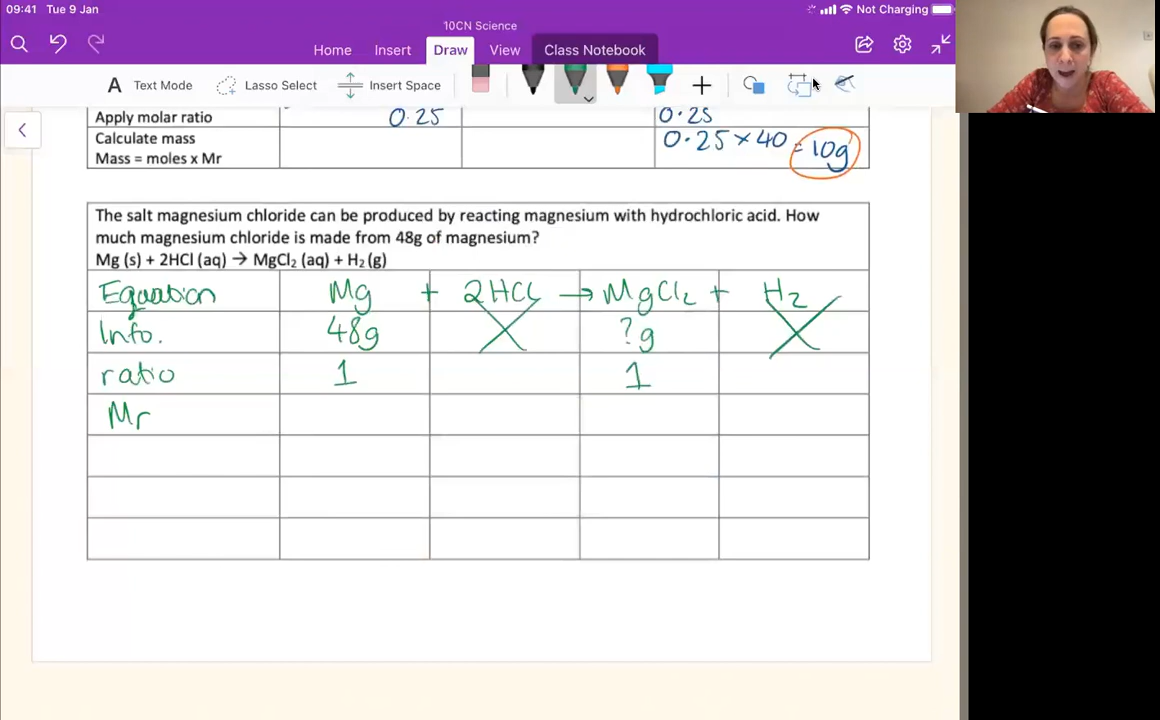 09:41 Tue 9 Jan
Not Charging
10CN Science
Home Insert Draw View Class Notebook
A Text Mode Lasso Select Insert Space
Apply molar ratio 0.25 0.25
Calculate mass 0.25 × 40 = 10g
Mass = moles x Mr
The salt magnesium chloride can be produced by reacting magnesium with hydrochloric acid. How
much magnesium chloride is made from 48g of magnesium?
Mg (s) + 2HCl (aq) → MgCl₂ (aq) + H₂ (g)
Equation Mg + 2HCl → MgCl₂ + H₂
Info. 48g ?g
ratio 1 1
Mr